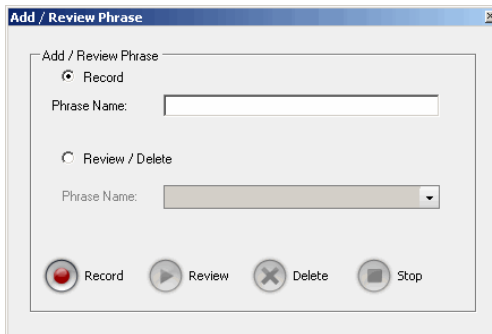 Add / Review Phrase
Add / Review Phrase
Record
Phrase Name:
Review / Delete
Phrase Name:
Record Review Delete Stop